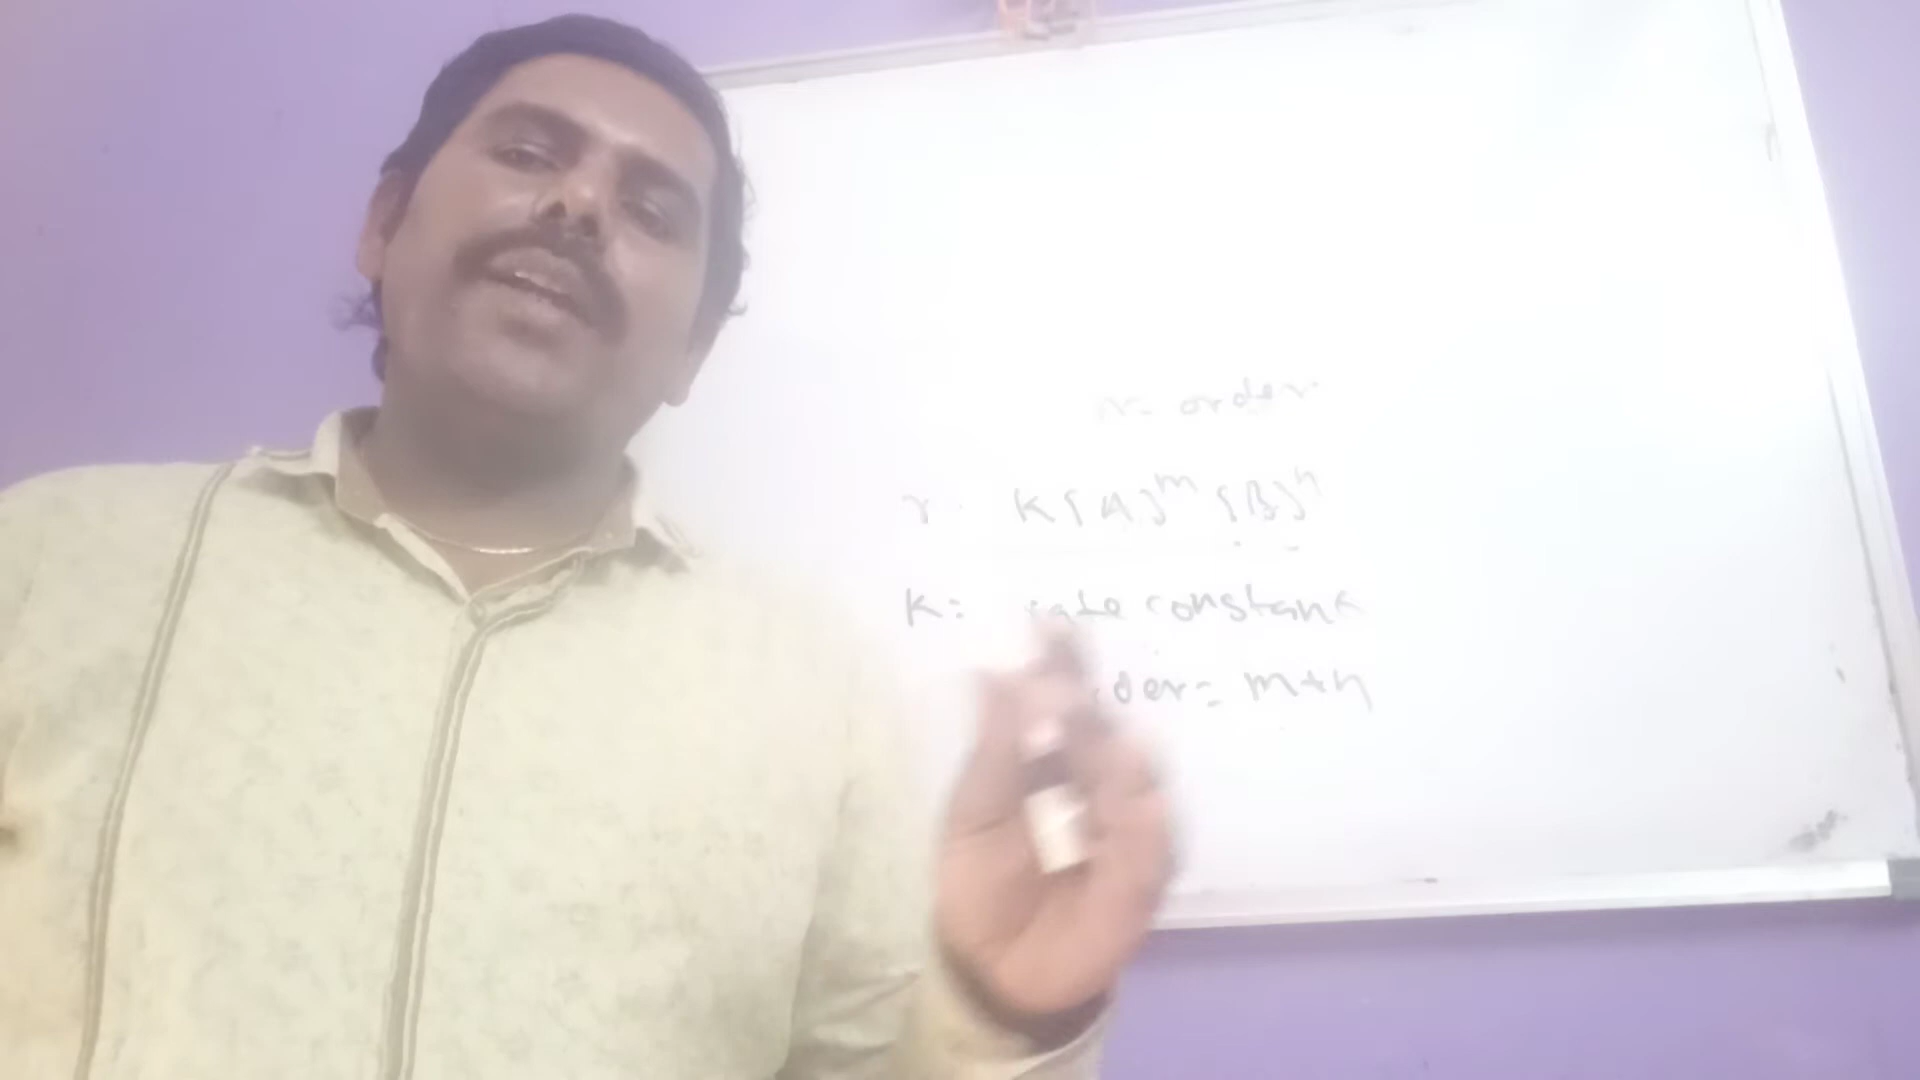 order
r K[A]^m [B]^n
K= rate constant
der= m+n